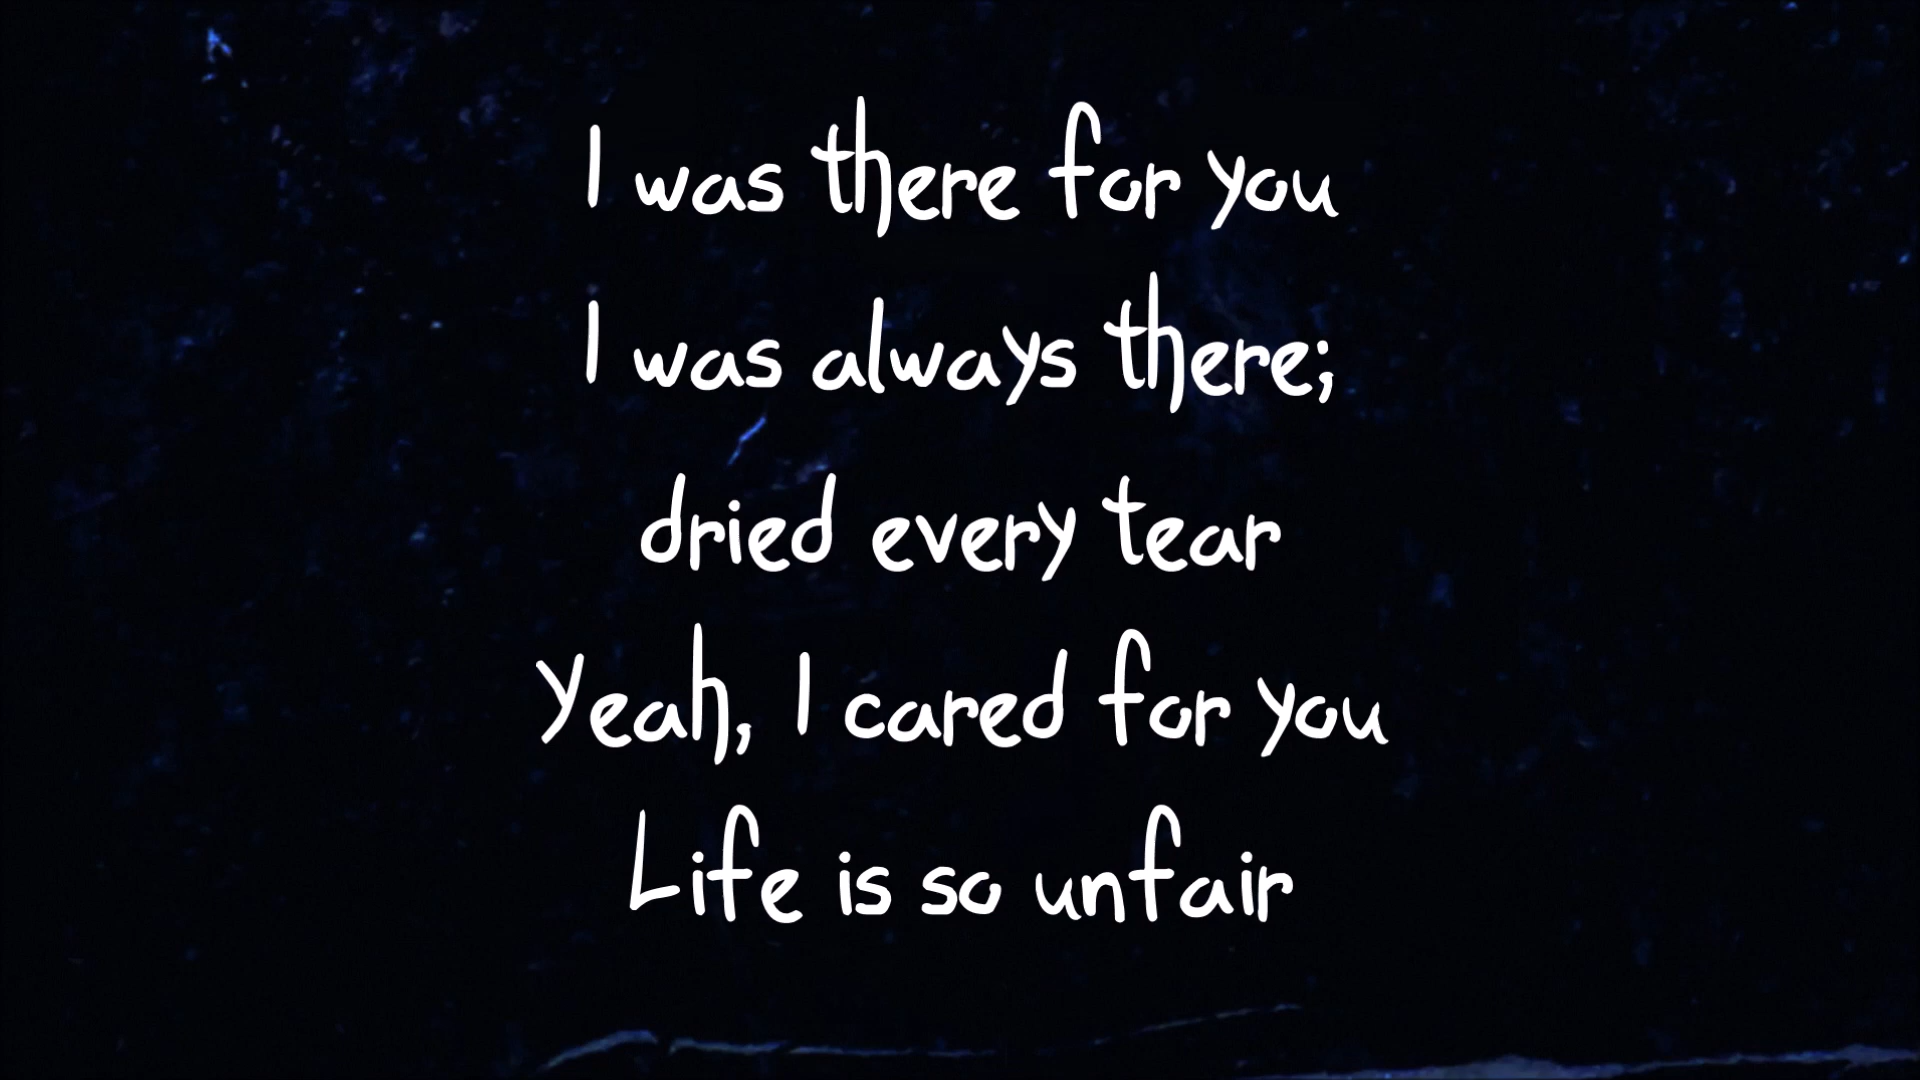 I was there for you
I was always there;
dried every tear
Yeah, I cared for you
Life is so unfair